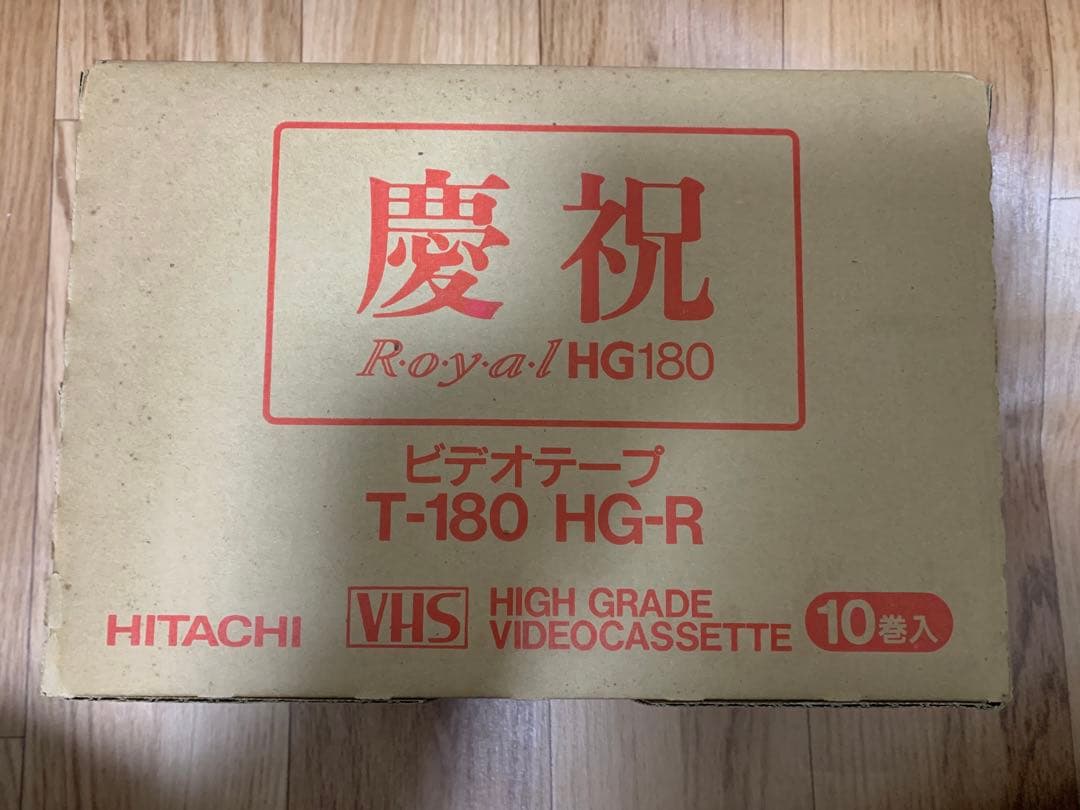 慶祝
R·o·y·a·l HG180
ビデオテープ
T-180 HG-R
HITACHI
VHS
HIGH GRADE
VIDEOCASSETTE
10巻入